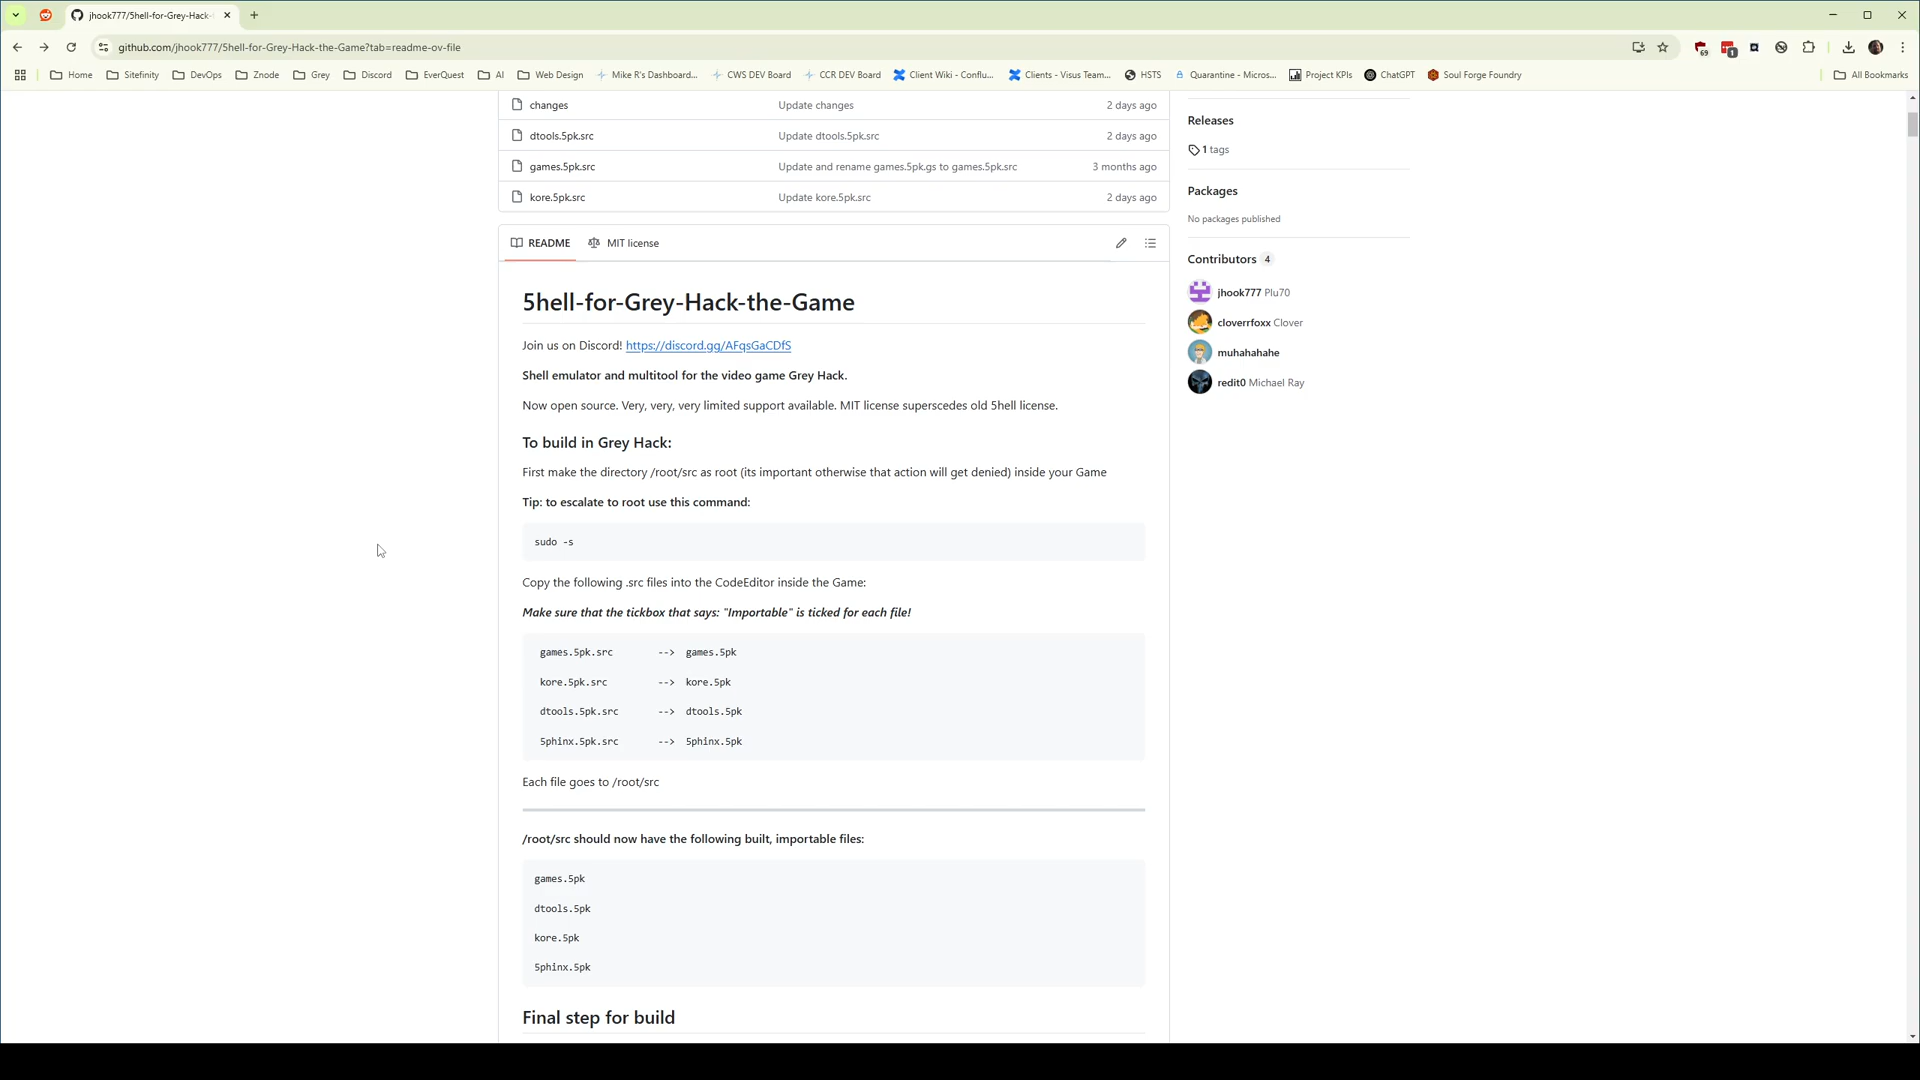 jhook777/5hell-for-Grey-Hack-
github.com/jhook777/5hell-for-Grey-Hack-the-Game?tab=readme-ov-file
69
1
Home
Sitefinity
DevOps
Znode
Grey
Discord
EverQuest
AI
Web Design
Mike R's Dashboard...
CWS DEV Board
CCR DEV Board
Client Wiki - Conflu...
Clients - Visus Team...
HSTS
Quarantine - Micros...
Project KPIs
ChatGPT
Soul Forge Foundry
All Bookmarks
changes Update changes 2 days ago
dtools.5pk.src Update dtools.5pk.src 2 days ago
games.5pk.src Update and rename games.5pk.gs to games.5pk.src 3 months ago
kore.5pk.src Update kore.5pk.src 2 days ago
README MIT license
5hell-for-Grey-Hack-the-Game
Join us on Discord! https://discord.gg/AFqsGaCDfS
Shell emulator and multitool for the video game Grey Hack.
Now open source. Very, very, very limited support available. MIT license superscedes old 5hell license.
To build in Grey Hack:
First make the directory /root/src as root (its important otherwise that action will get denied) inside your Game
Tip: to escalate to root use this command:
sudo -s
Copy the following .src files into the CodeEditor inside the Game:
Make sure that the tickbox that says: "Importable" is ticked for each file!
games.5pk.src --> games.5pk
kore.5pk.src --> kore.5pk
dtools.5pk.src --> dtools.5pk
5phinx.5pk.src --> 5phinx.5pk
Each file goes to /root/src
/root/src should now have the following built, importable files:
games.5pk
dtools.5pk
kore.5pk
5phinx.5pk
Final step for build
Releases
1 tags
Packages
No packages published
Contributors 4
jhook777 Plu70
cloverrfoxx Clover
muhahahahe
redit0 Michael Ray